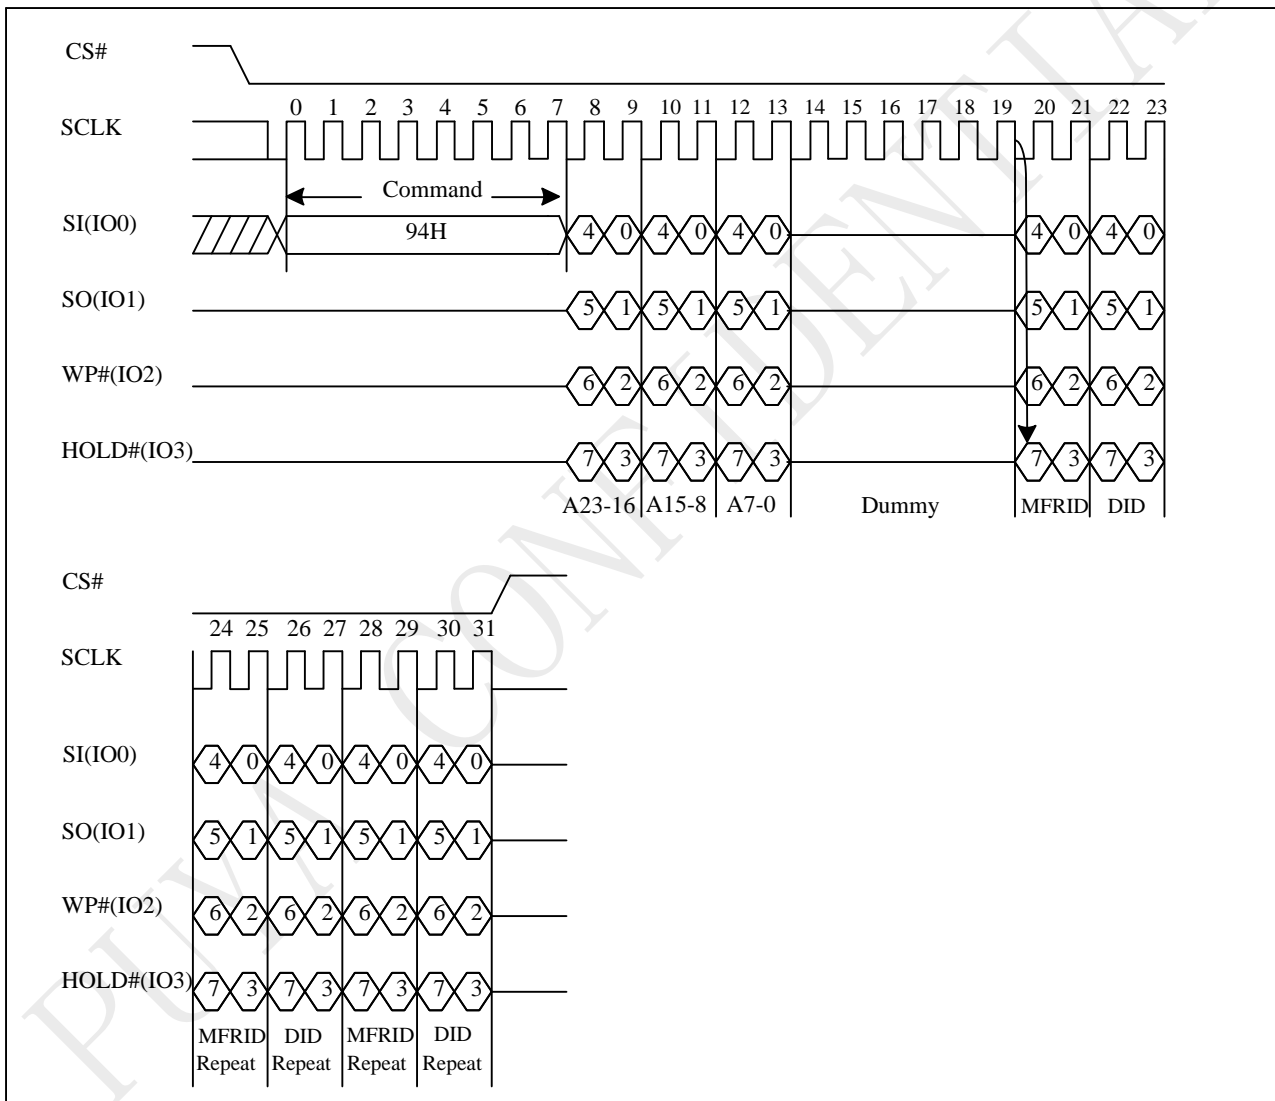 CS#
0 1 2 3 4 5 6 7 8 9 10 11 12 13 14 15 16 17 18 19 20 21 22 23
SCLK
Command
SI(IO0) 94H 4 0 4 0 4 0 4 0 4 0
SO(IO1) 5 1 5 1 5 1 5 1 5 1
WP#(IO2) 6 2 6 2 6 2 6 2 6 2
HOLD#(IO3) 7 3 7 3 7 3 7 3 7 3
A23-16 A15-8 A7-0 Dummy MFRID DID
CS#
24 25 26 27 28 29 30 31
SCLK
SI(IO0) 4 0 4 0 4 0 4 0
SO(IO1) 5 1 5 1 5 1 5 1
WP#(IO2) 6 2 6 2 6 2 6 2
HOLD#(IO3) 7 3 7 3 7 3 7 3
MFRID DID MFRID DID
Repeat Repeat Repeat Repeat
PUYA CONFIDENTIAL